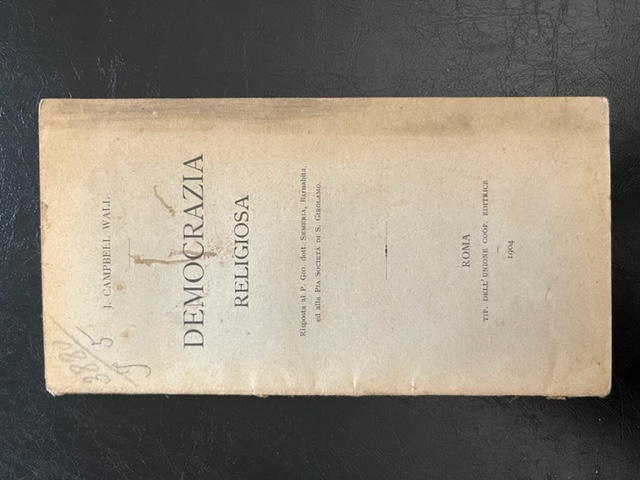 J. CAMPBELL WALL
DEMOCRAZIA
RELIGIOSA
Risposta al P. Gio. dott. SEMERIA, Barnabita
ed alla PIA SOCIETÀ DI S. GIROLAMO.
ROMA
TIP. DELL'UNIONE COOP. EDITRICE
1904